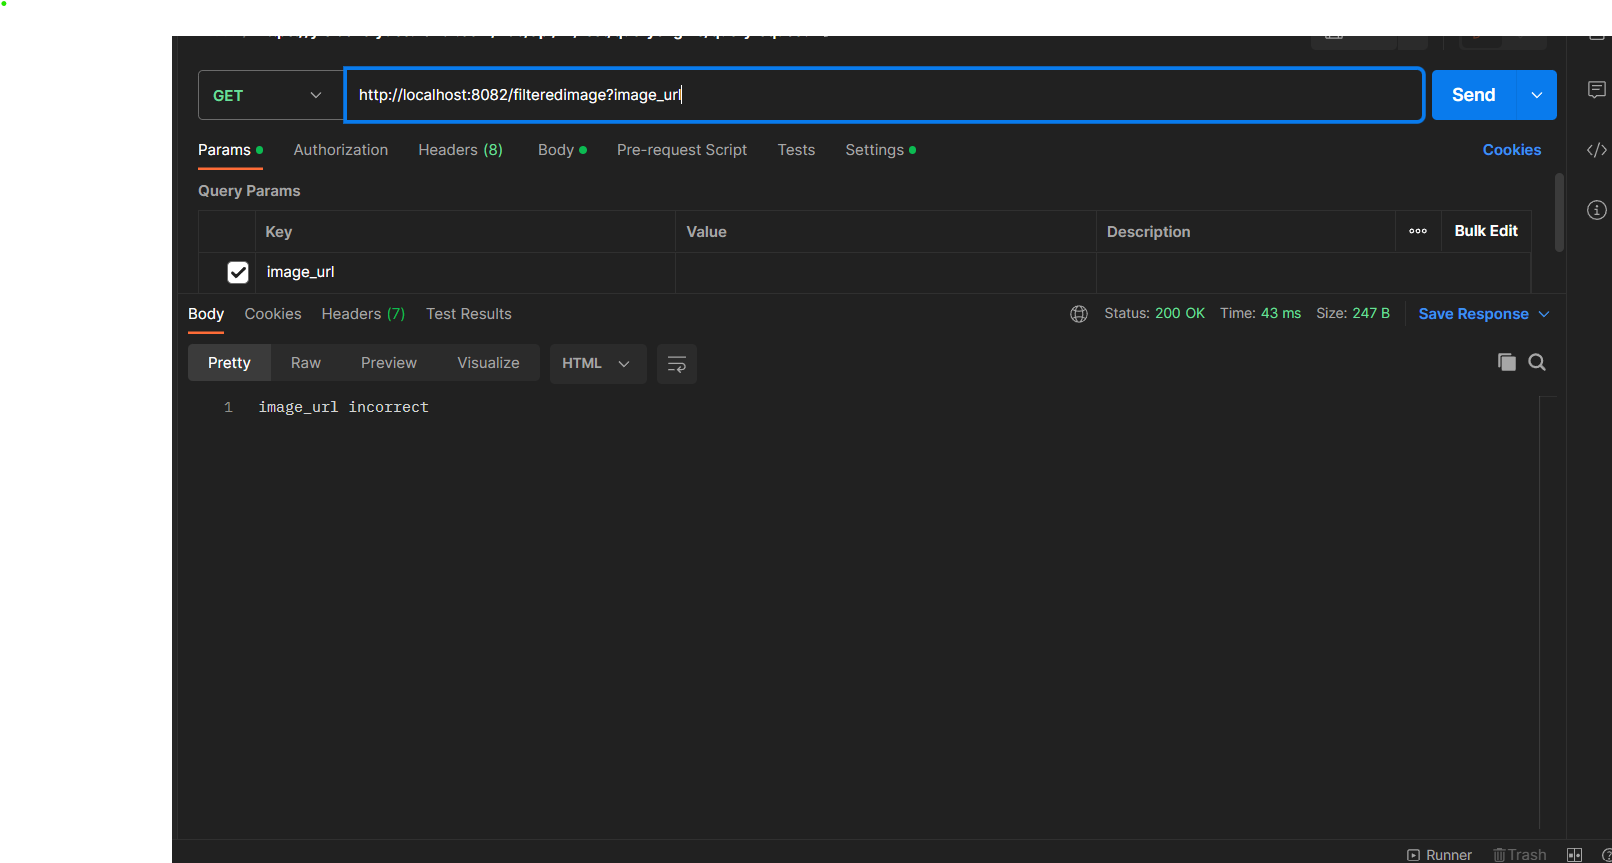 GET
http://localhost:8082/filteredimage?image_url
Send
Params
Authorization
Headers (8)
Body
Pre-request Script
Tests
Settings
Cookies
Query Params
Key
Value
Description
Bulk Edit
image_url
Body
Cookies
Headers (7)
Test Results
Status: 200 OK
Time: 43 ms
Size: 247 B
Save Response
Pretty
Raw
Preview
Visualize
HTML
1
image_url incorrect
Runner
Trash